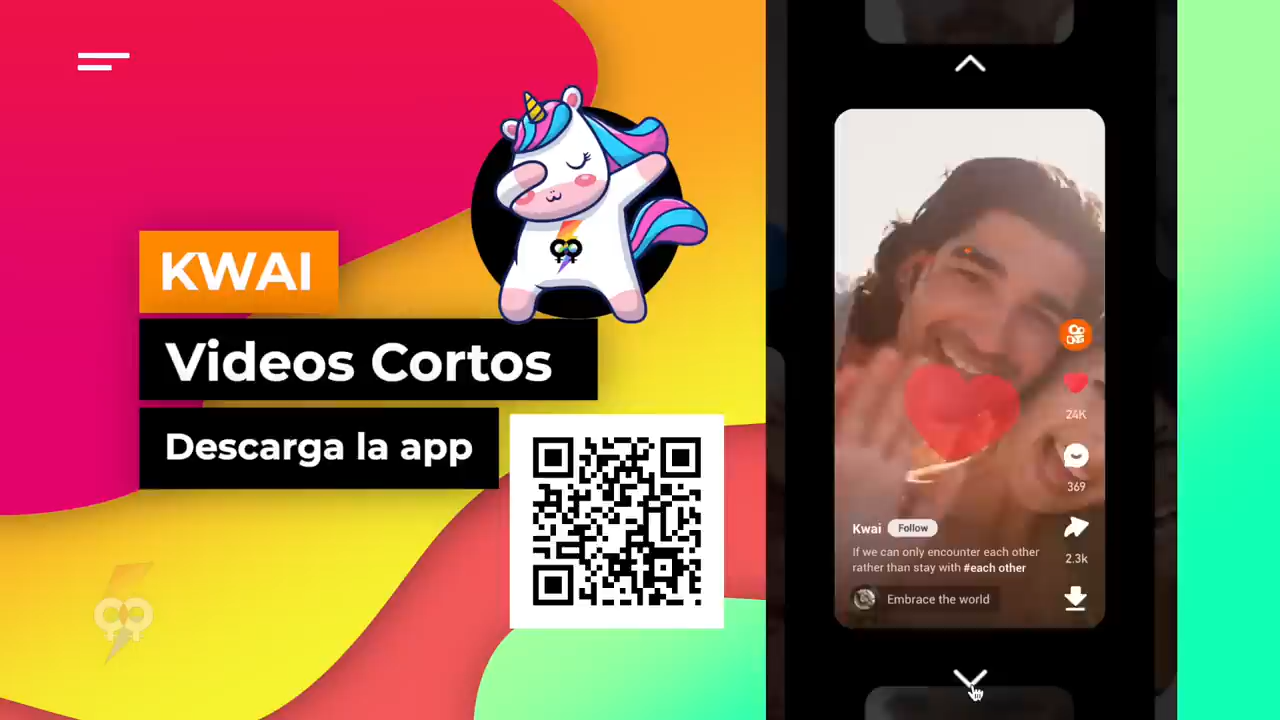 KWAI
Videos Cortos
Descarga la app
24K
369
Kwai Follow
If we can only encounter each other
rather than stay with #each other
2.3k
Embrace the world